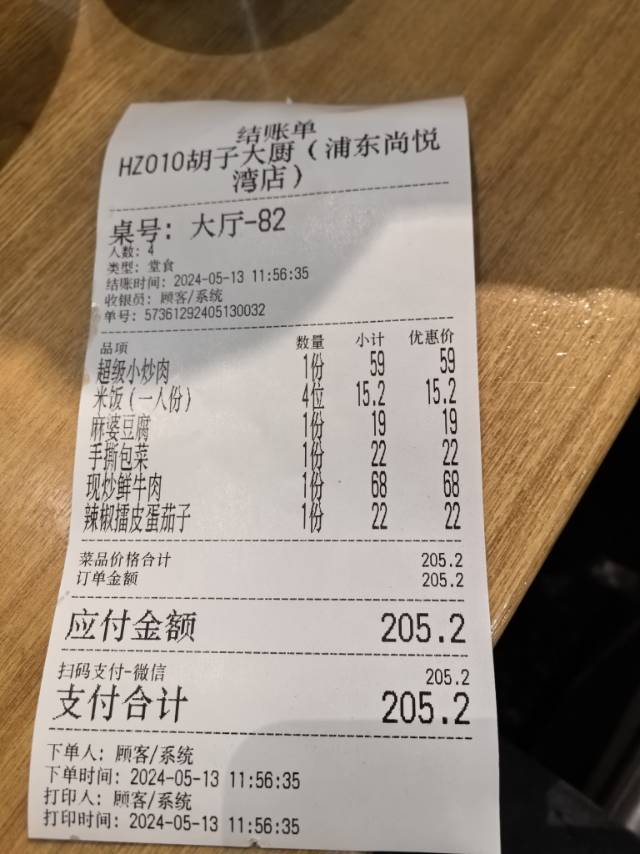 结账单
HZ010胡子大厨（浦东尚悦
湾店）
桌号：大厅-82
人数：4
类型：堂食
结账时间：2024-05-13 11:56:35
收银员：顾客/系统
单号：57361292405130032
品项 数量 小计 优惠价
超级小炒肉 1份 59 59
米饭（一人份） 4位 15.2 15.2
麻婆豆腐 1份 19 19
手撕包菜 1份 22 22
现炒鲜牛肉 1份 68 68
辣椒擂皮蛋茄子 1份 22 22
菜品价格合计 205.2
订单金额 205.2
应付金额 205.2
扫码支付-微信 205.2
支付合计 205.2
下单人：顾客/系统
下单时间：2024-05-13 11:56:35
打印人：顾客/系统
打印时间：2024-05-13 11:56:35